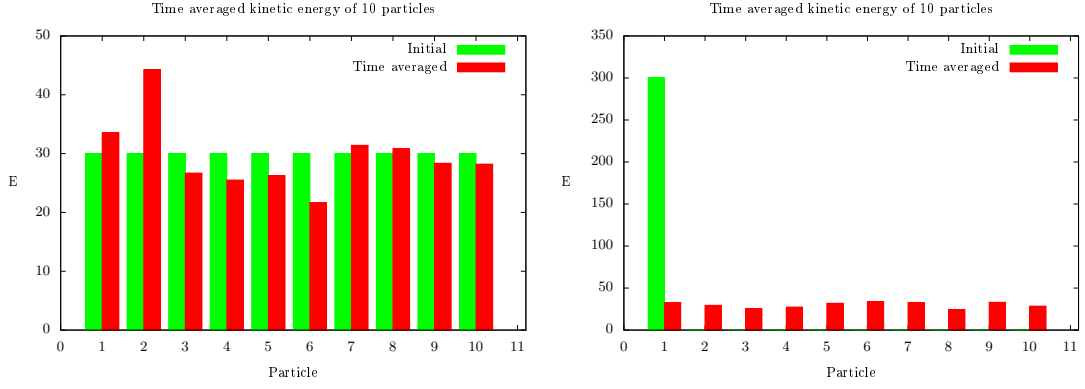 Time averaged kinetic energy of 10 particles
50
40
30
20
10
0
E
Initial
Time averaged
0 1 2 3 4 5 6 7 8 9 10 11
Particle
Time averaged kinetic energy of 10 particles
350
300
250
200
150
100
50
0
E
Initial
Time averaged
0 1 2 3 4 5 6 7 8 9 10 11
Particle